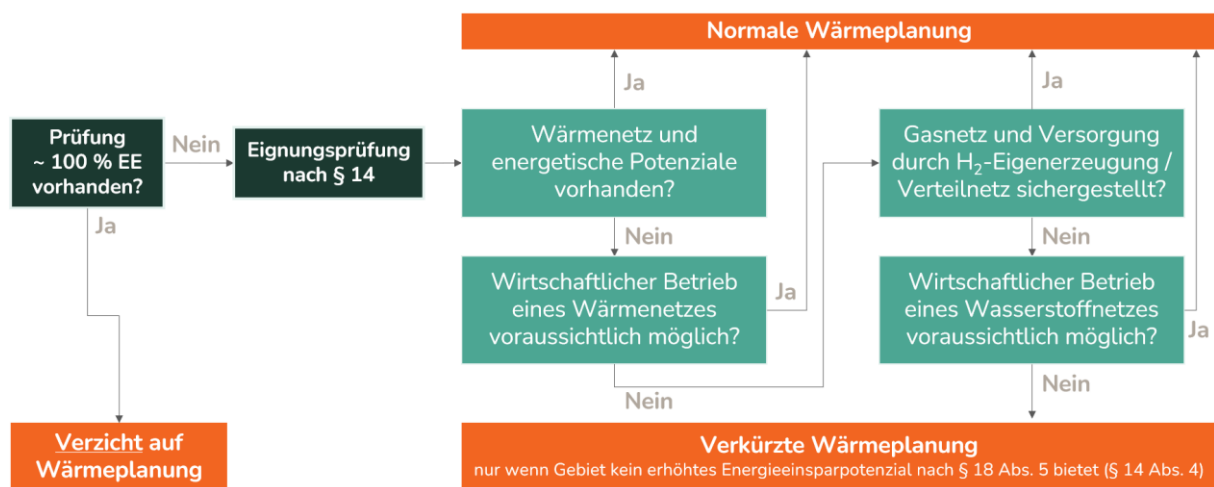 Normale Wärmeplanung
Ja
Ja
Prüfung
~ 100 % EE
vorhanden?
Nein
Eignungsprüfung
nach § 14
Wärmenetz und
energetische Potenziale
vorhanden?
Gasnetz und Versorgung
durch H₂-Eigenerzeugung /
Verteilnetz sichergestellt?
Ja
Nein
Nein
Wirtschaftlicher Betrieb
eines Wärmenetzes
voraussichtlich möglich?
Ja
Wirtschaftlicher Betrieb
eines Wasserstoffnetzes
voraussichtlich möglich?
Ja
Nein
Nein
Verzicht auf
Wärmeplanung
Verkürzte Wärmeplanung
nur wenn Gebiet kein erhöhtes Energieeinsparpotenzial nach § 18 Abs. 5 bietet (§ 14 Abs. 4)